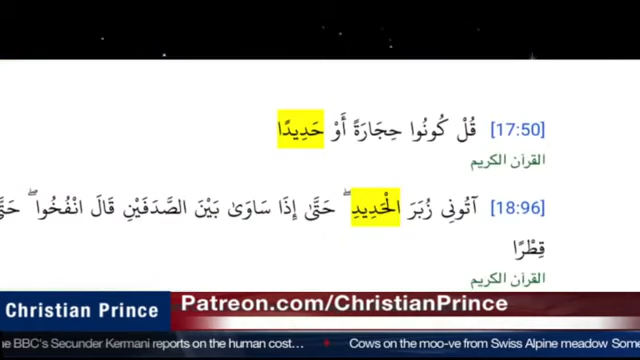 [17:50] قُلْ كُونُوا حِجَارَةً أَوْ حَدِيدًا
القرآن الكريم
[18:96] آتُونِي زُبَرَ الْحَدِيدِ ۖ حَتَّىٰ إِذَا سَاوَىٰ بَيْنَ الصَّدَفَيْنِ قَالَ انْفُخُوا ۖ
قِطْرًا
القرآن الكريم
Christian Prince
Patreon.com/ChristianPrince
BBC's Secunder Kermani reports on the human cost… + Cows on the moo-ve from Swiss Alpine meadow